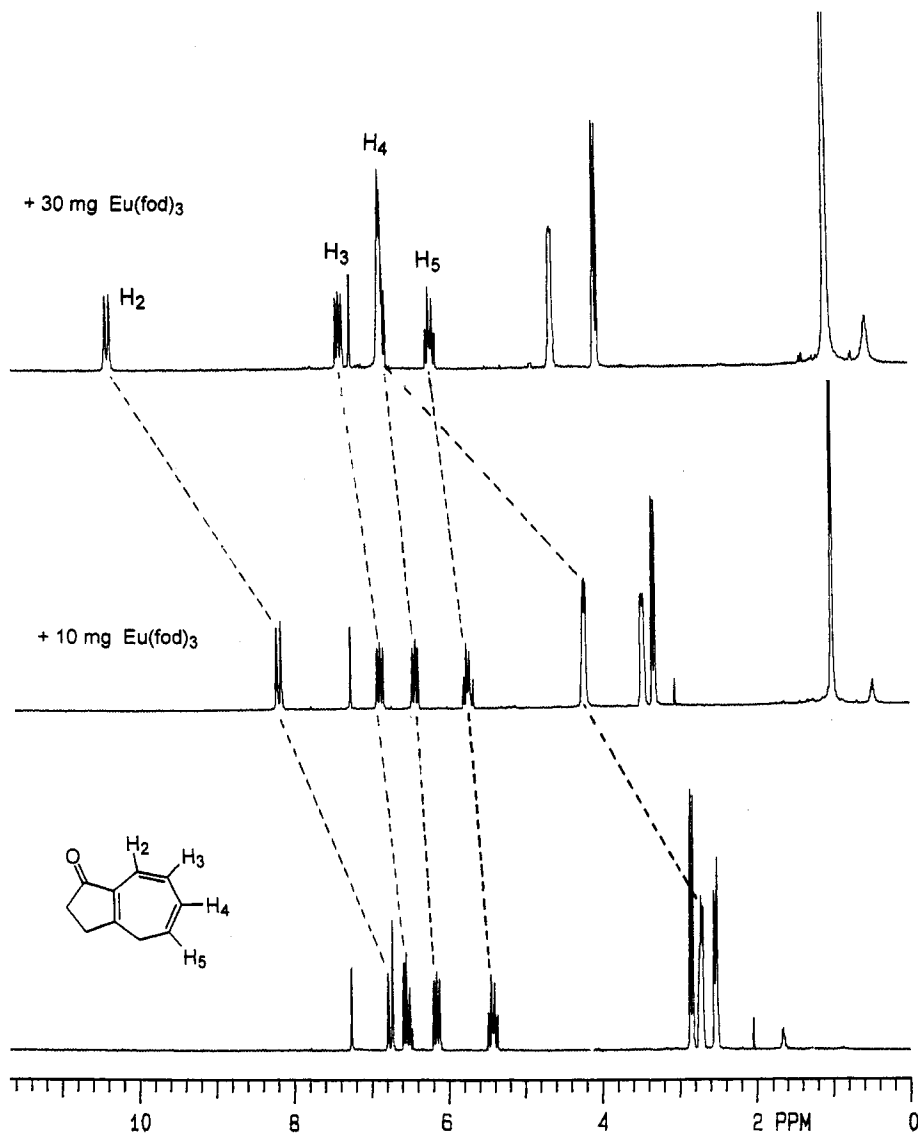 H₄
+ 30 mg Eu(fod)₃
H₃
H₅
H₂
+ 10 mg Eu(fod)₃
O
H₂
H₃
H₄
H₅
10 8 6 4 2 PPM 0